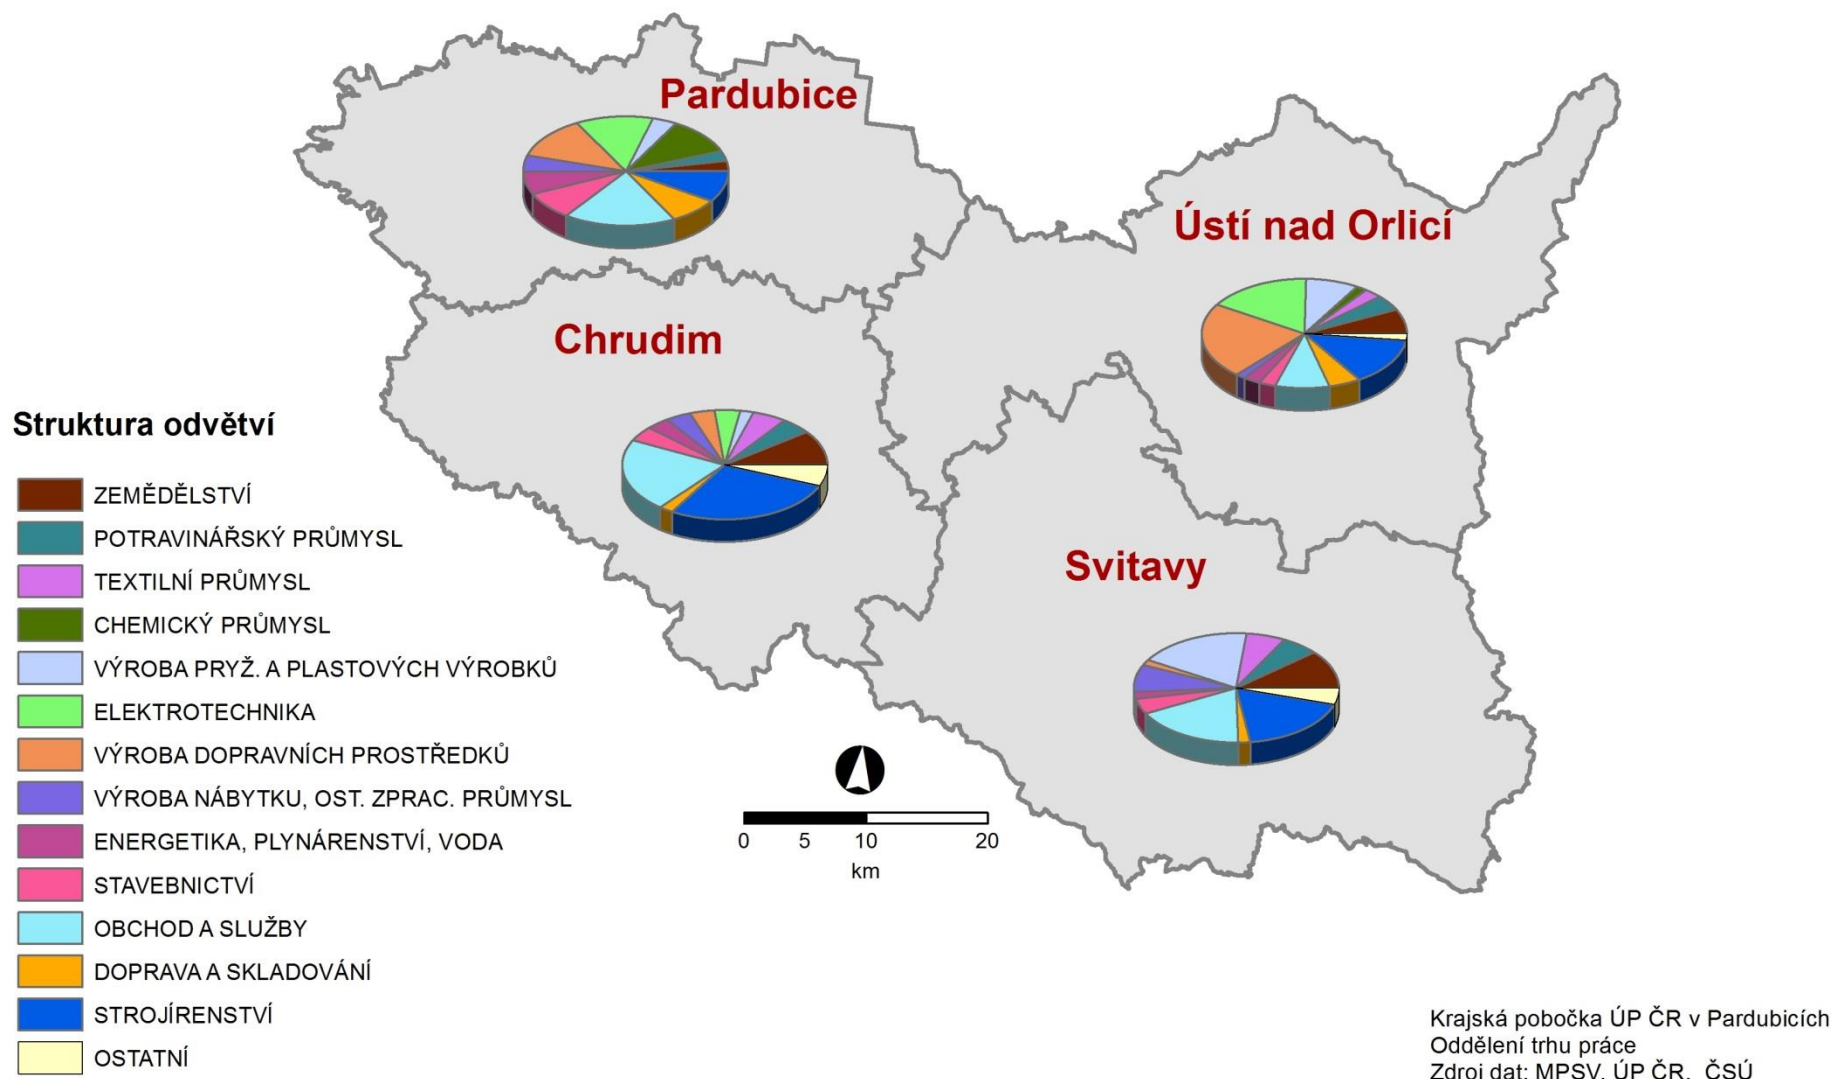 Pardubice
Ústí nad Orlicí
Chrudim
Svitavy
Struktura odvětví
ZEMĚDĚLSTVÍ
POTRAVINÁŘSKÝ PRŮMYSL
TEXTILNÍ PRŮMYSL
CHEMICKÝ PRŮMYSL
VÝROBA PRYŽ. A PLASTOVÝCH VÝROBKŮ
ELEKTROTECHNIKA
VÝROBA DOPRAVNÍCH PROSTŘEDKŮ
VÝROBA NÁBYTKU, OST. ZPRAC. PRŮMYSL
ENERGETIKA, PLYNÁRENSTVÍ, VODA
STAVEBNICTVÍ
OBCHOD A SLUŽBY
DOPRAVA A SKLADOVÁNÍ
STROJÍRENSTVÍ
OSTATNÍ
0 5 10 20
km
Krajská pobočka ÚP ČR v Pardubicích
Oddělení trhu práce
Zdroj dat: MPSV, ÚP ČR, ČSÚ